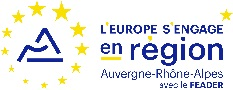 L'EUROPE S'ENGAGE
en région
Auvergne-Rhône-Alpes
avec le FEADER